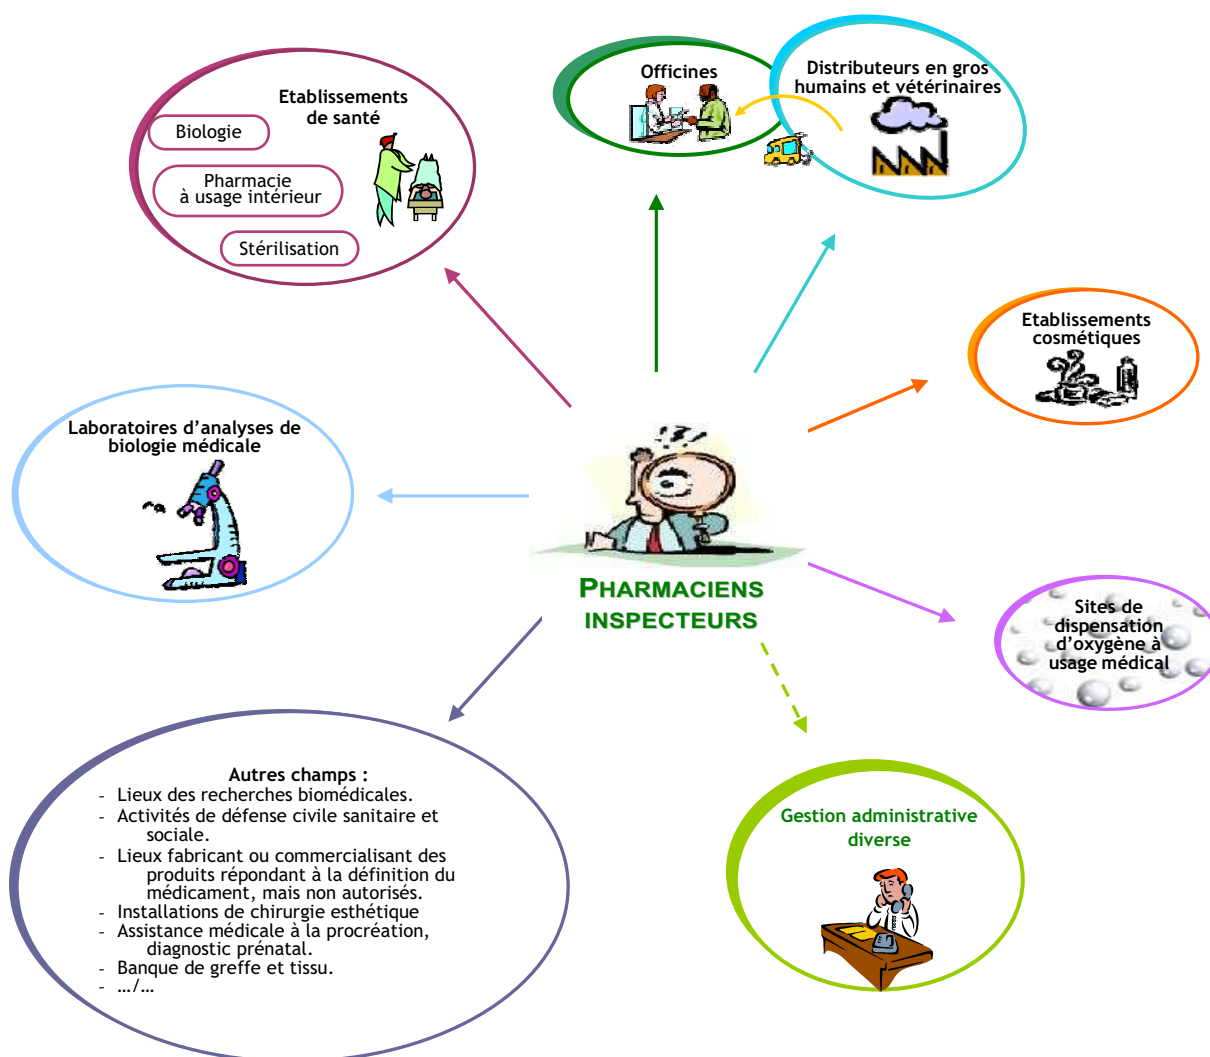 Etablissements
de santé
Biologie
Pharmacie
à usage intérieur
Stérilisation
Officines
Distributeurs en gros
humains et vétérinaires
Etablissements
cosmétiques
Laboratoires d’analyses de
biologie médicale
PHARMACIENS
INSPECTEURS
Sites de
dispensation
d’oxygène à
usage médical
Autres champs :
- Lieux des recherches biomédicales.
- Activités de défense civile sanitaire et
sociale.
- Lieux fabricant ou commercialisant des
produits répondant à la définition du
médicament, mais non autorisés.
- Installations de chirurgie esthétique
- Assistance médicale à la procréation,
diagnostic prénatal.
- Banque de greffe et tissu.
- …/…
Gestion administrative
diverse